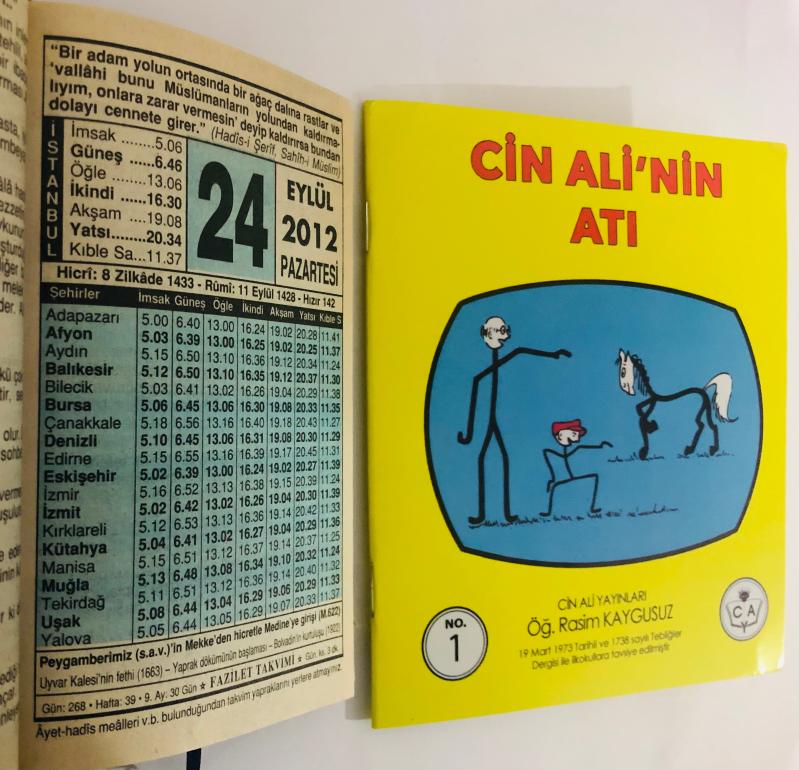 "Bir adam yolun ortasında bir ağaç dalına rastlar ve
'vallâhi bunu Müslümanların yolundan kaldırma-
lıyım, onlara zarar vermesin' deyip kaldırırsa bundan
dolayı cennete girer." (Hadîs-i Şerîf, Sahîh-i Müslim)
İSTANBUL
İmsak ........ 5.06
Güneş ...... 6.46
Öğle ........ 13.06
İkindi ...... 16.30
Akşam .... 19.08
Yatsı ........ 20.34
Kıble Sa... 11.37
24
EYLÜL
2012
PAZARTESİ
Hicrî: 8 Zilkâde 1433 - Rûmî: 11 Eylül 1428 - Hızır 142
Şehirler İmsak Güneş Öğle İkindi Akşam Yatsı Kıble S
Adapazarı 5.00 6.40 13.00 16.24 19.02 20.28 11.41
Afyon 5.03 6.39 13.00 16.25 19.02 20.25 11.37
Aydın 5.15 6.50 13.10 16.36 19.12 20.34 11.24
Balıkesir 5.12 6.50 13.10 16.35 19.12 20.37 11.30
Bilecik 5.03 6.41 13.02 16.26 19.04 20.29 11.38
Bursa 5.06 6.45 13.06 16.30 19.08 20.33 11.35
Çanakkale 5.18 6.56 13.16 16.40 19.18 20.43 11.27
Denizli 5.10 6.45 13.06 16.31 19.08 20.30 11.29
Edirne 5.15 6.55 13.16 16.39 19.17 20.45 11.31
Eskişehir 5.02 6.39 13.00 16.24 19.02 20.27 11.39
İzmir 5.16 6.52 13.13 16.38 19.15 20.39 11.24
İzmit 5.02 6.42 13.02 16.26 19.04 20.30 11.39
Kırklareli 5.12 6.53 13.13 16.36 19.14 20.42 11.33
Kütahya 5.04 6.41 13.02 16.27 19.04 20.29 11.36
Manisa 5.15 6.51 13.12 16.37 19.14 20.37 11.25
Muğla 5.13 6.48 13.08 16.34 19.10 20.32 11.24
Tekirdağ 5.11 6.51 13.12 16.36 19.14 20.40 11.32
Uşak 5.08 6.44 13.04 16.29 19.06 20.29 11.33
Yalova 5.05 6.44 13.05 16.29 19.07 20.33 11.37
Peygamberimiz (s.a.v.)'in Mekke'den hicretle Medine'ye girişi (M.622)
Uyvar Kalesi'nin fethi (1663) – Yaprak dökümünün başlaması – Bolvadin'in kurtuluşu (1922)
Gün: 268 • Hafta: 39 • 9. Ay: 30 Gün ★ FAZİLET TAKVİMİ ★ Gün. ks. 3 dk.
Âyet-hadîs meâlleri v.b. bulunduğundan takvim yapraklarını yerlere atmayınız.
CİN ALİ'NİN
ATI
CİN ALİ YAYINLARI
Öğ. Rasim KAYGUSUZ
19 Mart 1973 Tarihli ve 1738 sayılı Tebliğler
Dergisi ile ilkokullara tavsiye edilmiştir
NO.
1
C A